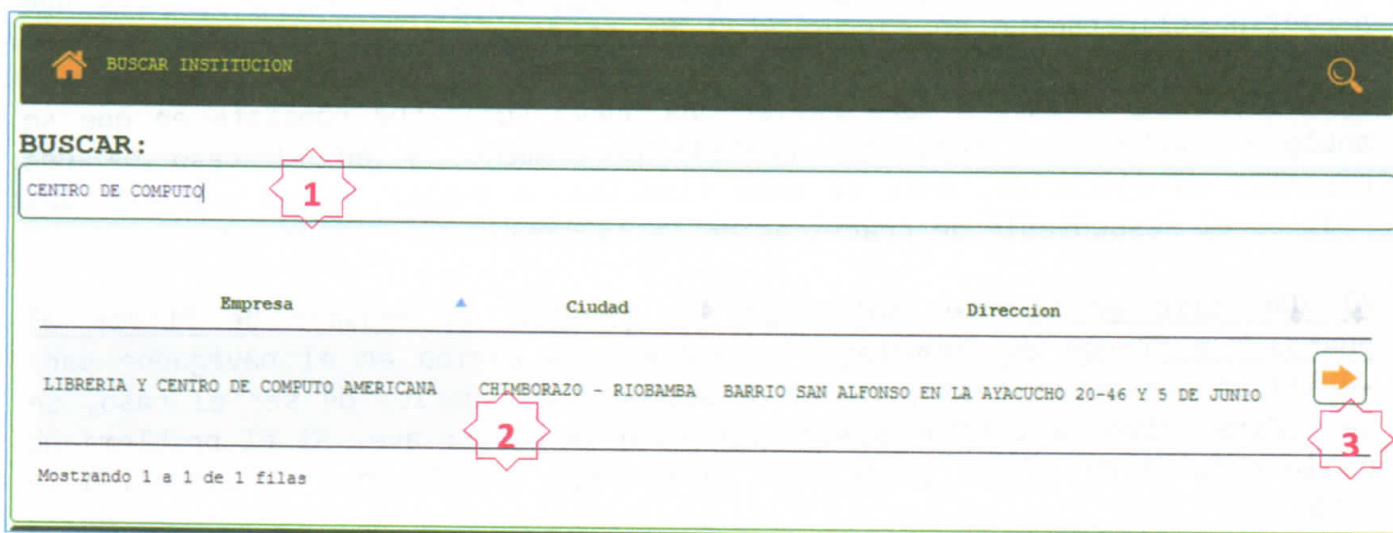 BUSCAR INSTITUCION
BUSCAR:
CENTRO DE COMPUTO
1
Empresa Ciudad Direccion
LIBRERIA Y CENTRO DE COMPUTO AMERICANA CHIMBORAZO - RIOBAMBA BARRIO SAN ALFONSO EN LA AYACUCHO 20-46 Y 5 DE JUNIO
2
3
Mostrando 1 a 1 de 1 filas